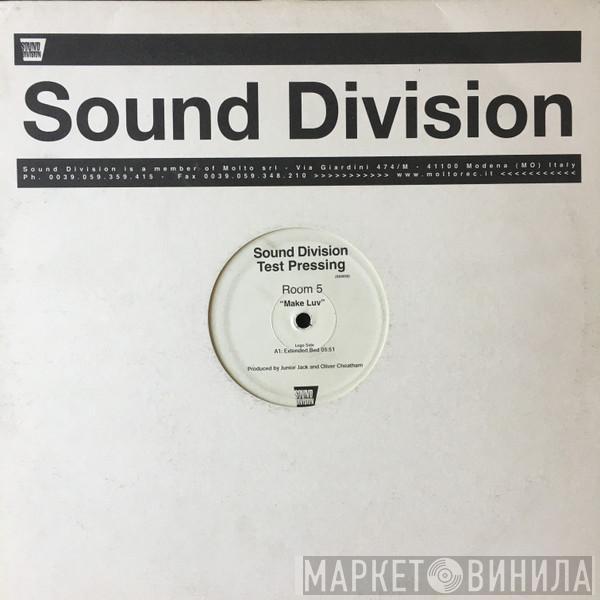 SOUND DIVISION
Sound Division
Sound Division is a member of Molto srl - Via Giardini 474/M - 41100 Modena (MO) Italy
Ph. 0039.059.359.415 - Fax 0039.059.348.210 >>>>>>>>>>> www.moltorec.it <<<<<<<<<<<
Sound Division
Test Pressing
Room 5
"Make Luv"
Logo Side
A1: Extended Bed 05:51
Produced by Junior Jack and Oliver Cheatham
SOUND DIVISION
МАРКЕТ ВИНИЛА